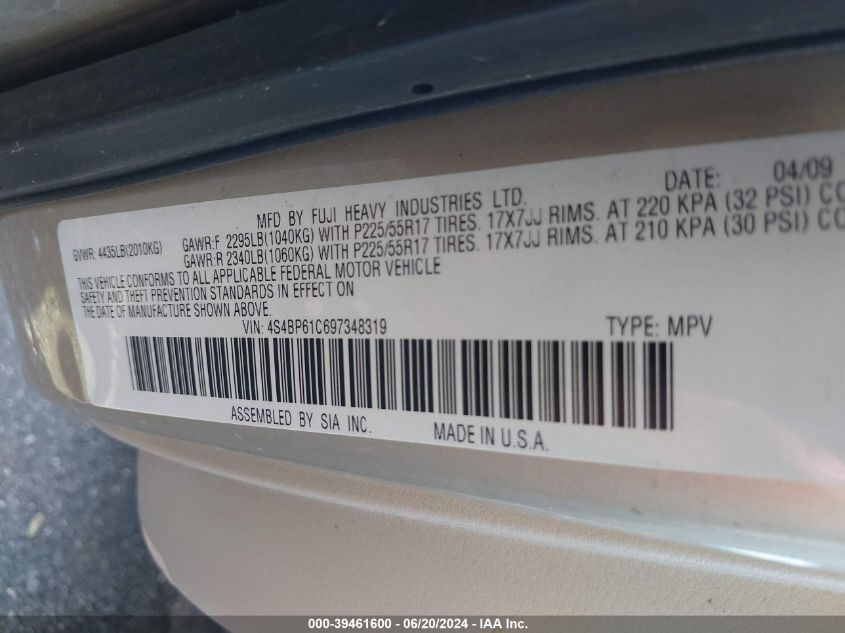 MFD BY FUJI HEAVY INDUSTRIES LTD. DATE: 04/09
GVWR: 4435LB(2010KG) GAWR:F 2295LB(1040KG) WITH P225/55R17 TIRES. 17X7JJ RIMS. AT 220 KPA (32 PSI) CO
GAWR:R 2340LB(1060KG) WITH P225/55R17 TIRES. 17X7JJ RIMS. AT 210 KPA (30 PSI) CO
THIS VEHICLE CONFORMS TO ALL APPLICABLE FEDERAL MOTOR VEHICLE
SAFETY AND THEFT PREVENTION STANDARDS IN EFFECT ON
THE DATE OF MANUFACTURE SHOWN ABOVE.
VIN: 4S4BP61C697348319 TYPE: MPV
ASSEMBLED BY SIA INC. MADE IN U.S.A.
000-39461600 - 06/20/2024 - IAA Inc.